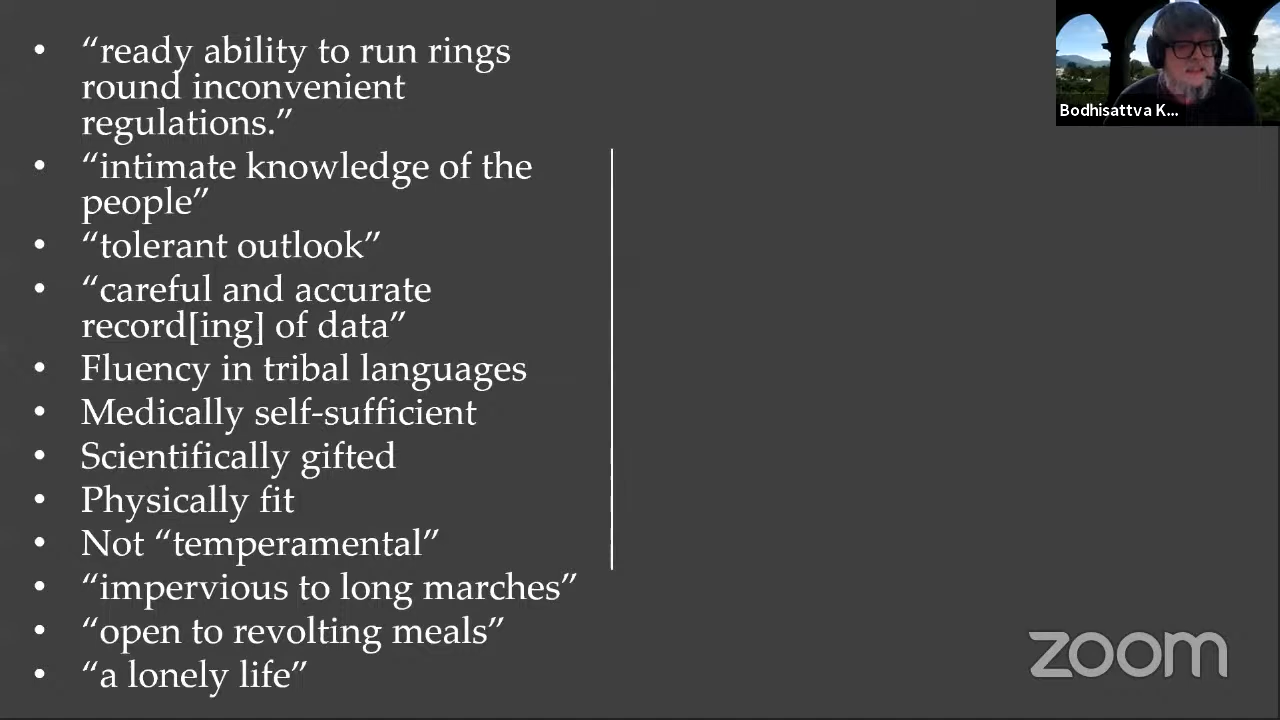 • “ready ability to run rings
round inconvenient
regulations.”
• “intimate knowledge of the
people”
• “tolerant outlook”
• “careful and accurate
record[ing] of data”
• Fluency in tribal languages
• Medically self-sufficient
• Scientifically gifted
• Physically fit
• Not “temperamental”
• “impervious to long marches”
• “open to revolting meals”
• “a lonely life”
Bodhisattva K...
zoom